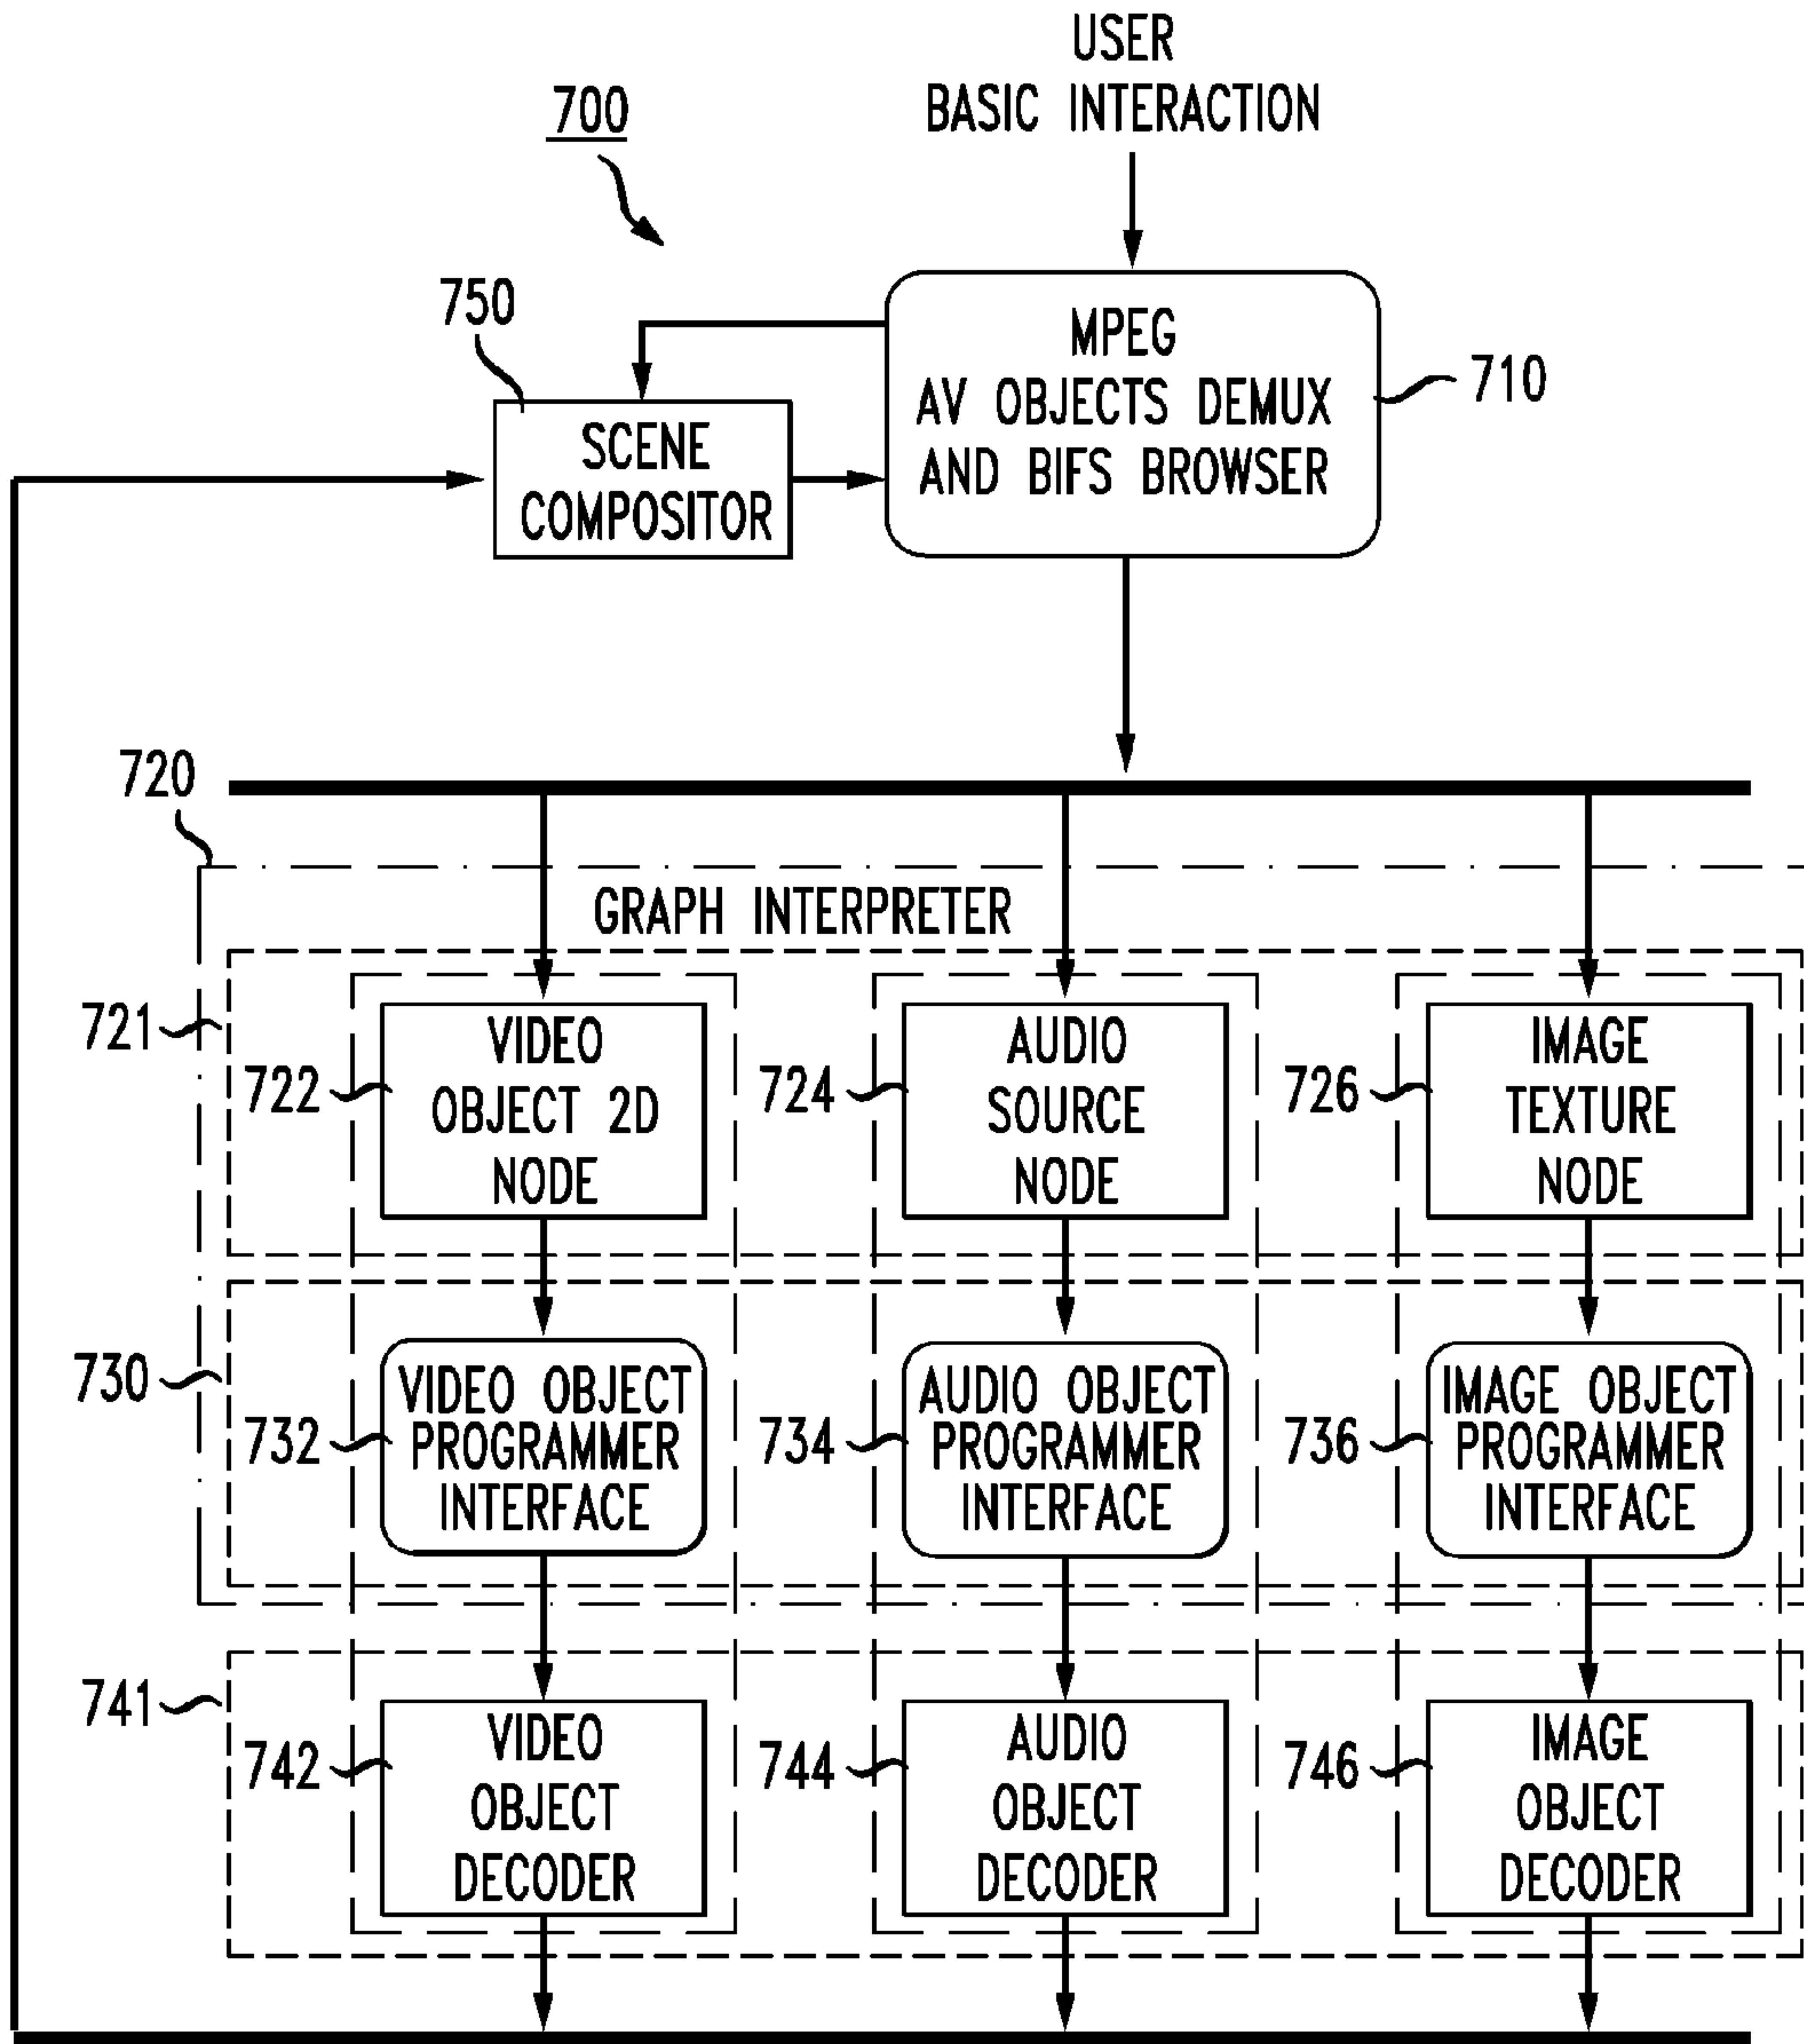 USER
BASIC INTERACTION
700
750
MPEG
AV OBJECTS DEMUX
AND BIFS BROWSER
710
SCENE
COMPOSITOR
720
GRAPH INTERPRETER
721
722
VIDEO
OBJECT 2D
NODE
724
AUDIO
SOURCE
NODE
726
IMAGE
TEXTURE
NODE
730
732
VIDEO OBJECT
PROGRAMMER
INTERFACE
734
AUDIO OBJECT
PROGRAMMER
INTERFACE
736
IMAGE OBJECT
PROGRAMMER
INTERFACE
741
742
VIDEO
OBJECT
DECODER
744
AUDIO
OBJECT
DECODER
746
IMAGE
OBJECT
DECODER